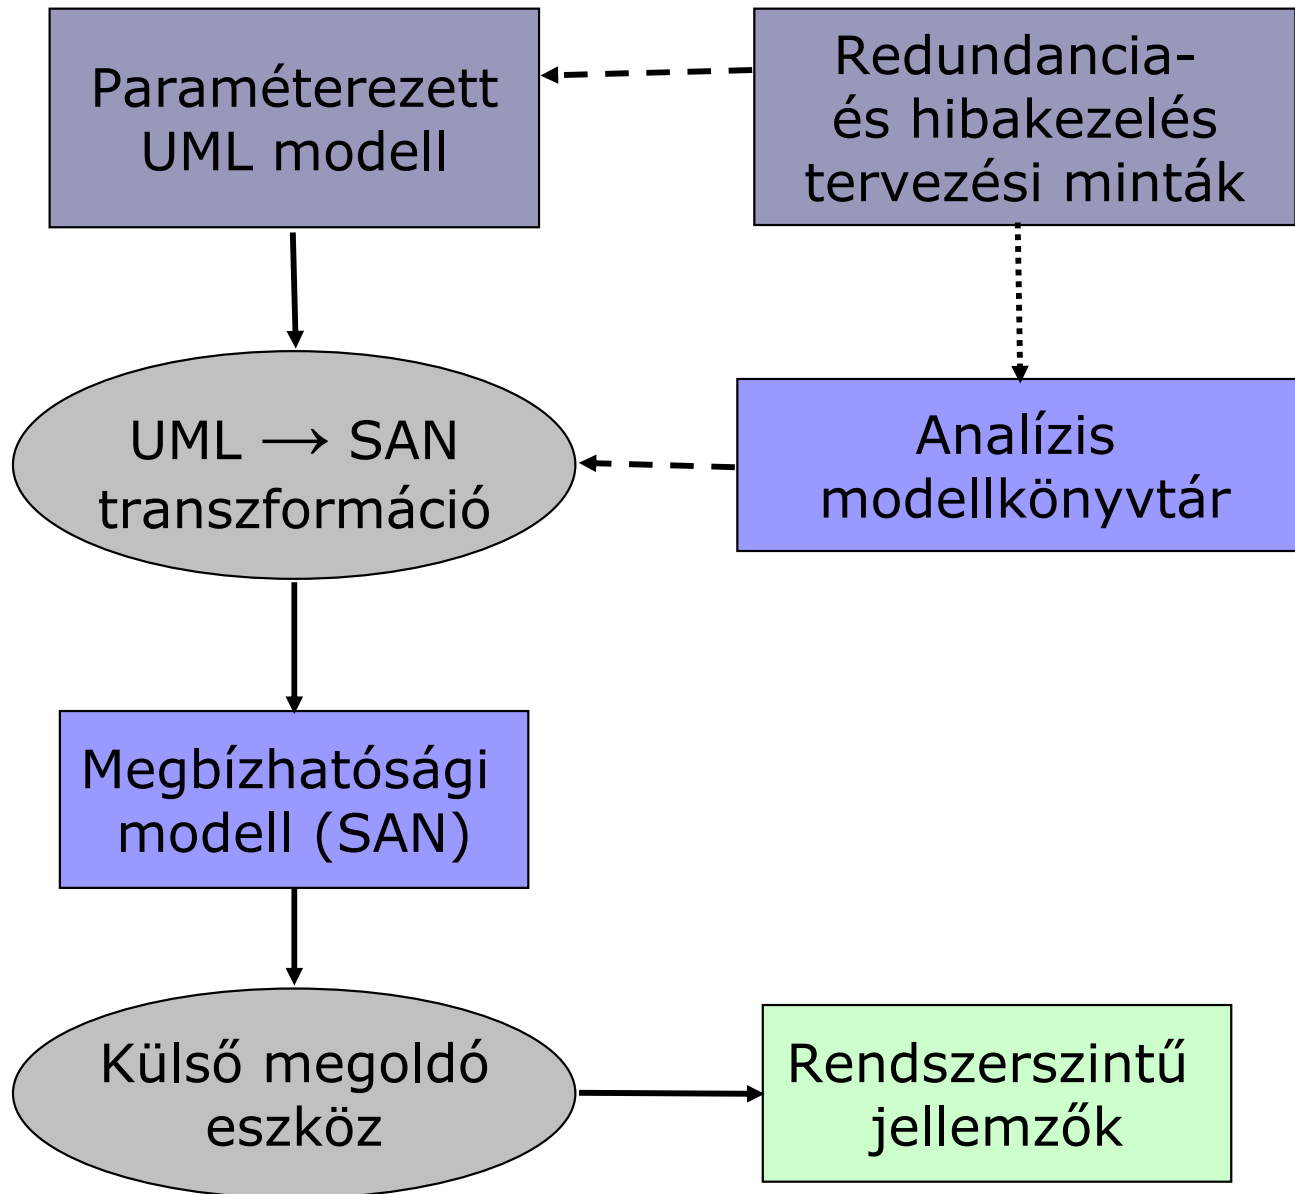 Paraméterezett
UML modell
Redundancia-
és hibakezelés
tervezési minták
UML → SAN
transzformáció
Analízis
modellkönyvtár
Megbízhatósági
modell (SAN)
Külső megoldó
eszköz
Rendszerszintű
jellemzők